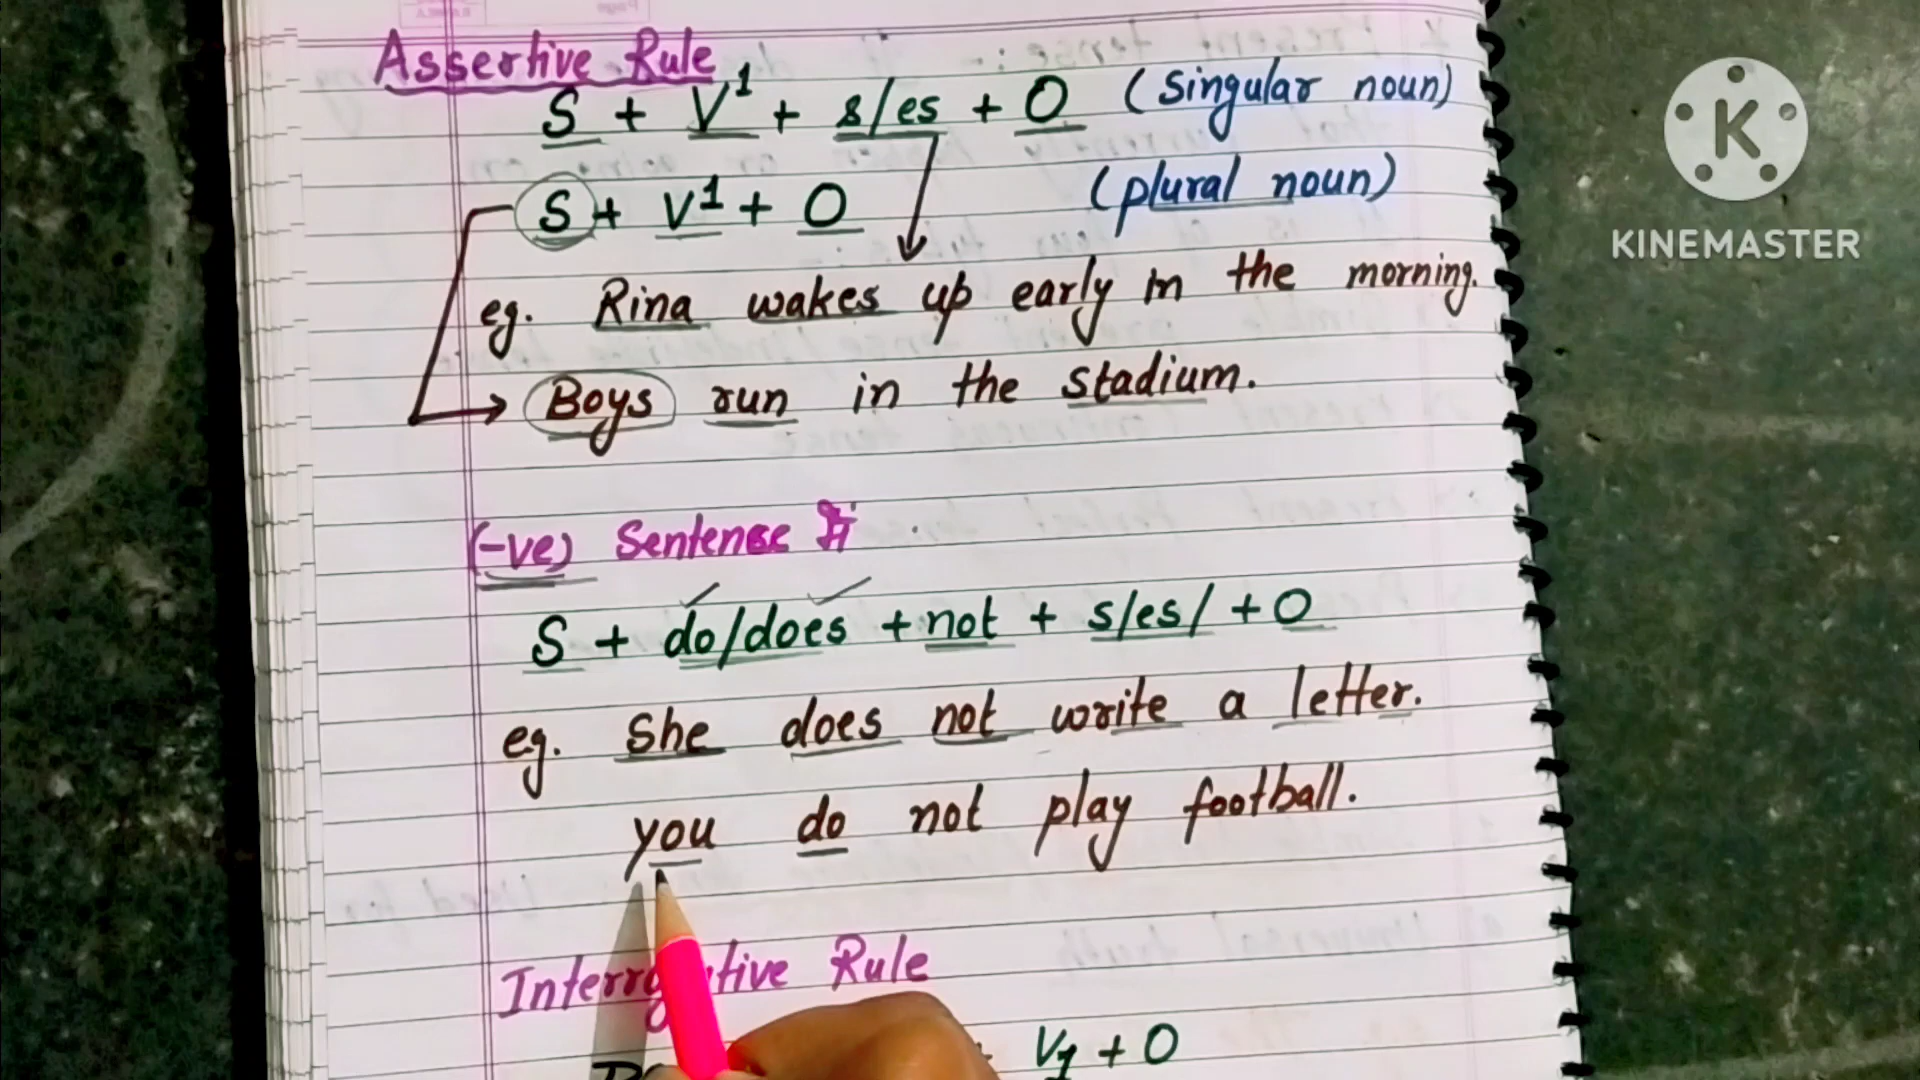 Assertive Rule
S + V¹ + s/es + O (singular noun)
S + V¹ + O (plural noun)
eg. Rina wakes up early in the morning.
Boys run in the stadium.
(-ve) Sentense में
S + do/does + not + s/es/ + O
eg. She does not write a letter.
you do not play football.
Rule
V1 + O
K
KINEMASTER